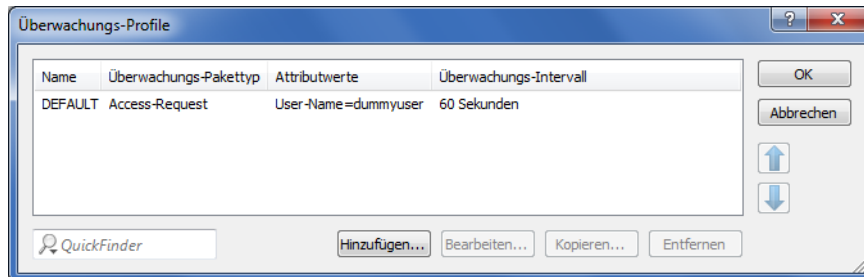 Überwachungs-Profile
Name Überwachungs-Pakettyp Attributwerte Überwachungs-Intervall
DEFAULT Access-Request User-Name=dummyuser 60 Sekunden
OK
Abbrechen
QuickFinder
Hinzufügen... Bearbeiten... Kopieren... Entfernen